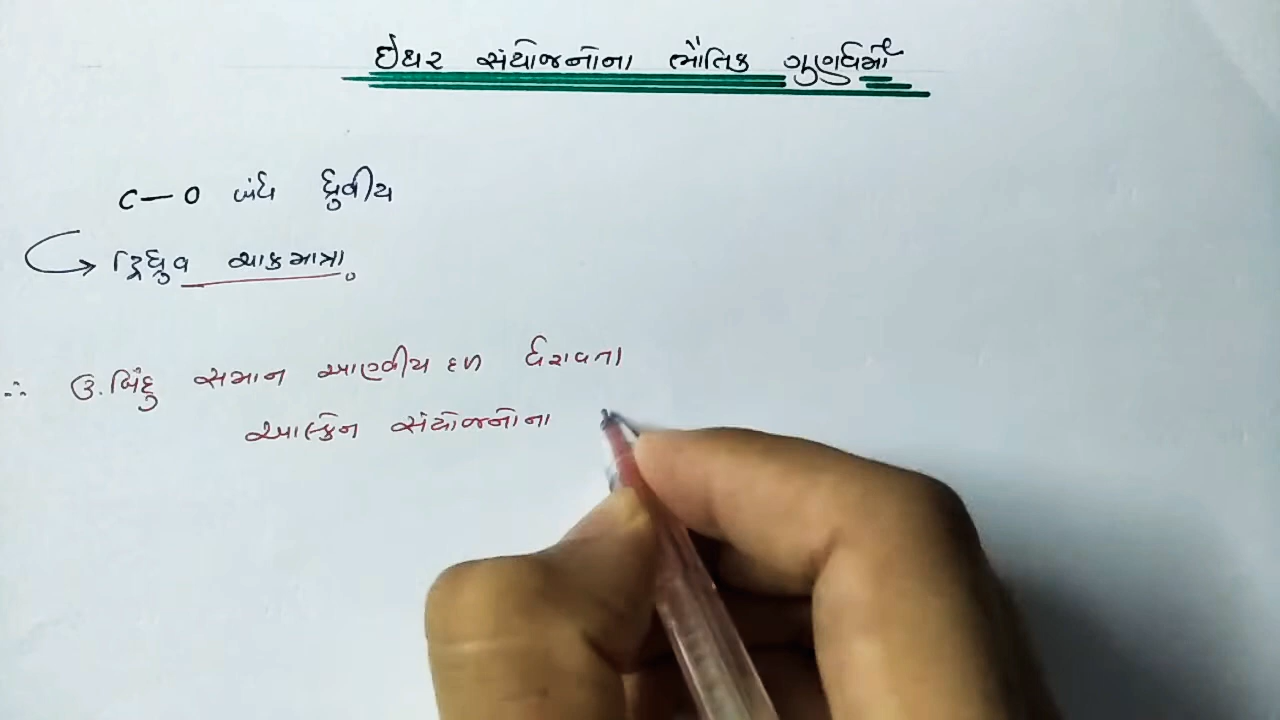 ઈથર સંયોજનોના ભૌતિક ગુણધર્મો
C—O બંધ ધ્રુવીય
દ્વિધ્રુવ ચાકમાત્રા
∴ ઉ.બિંદુ સમાન આણ્વીય દળ ધરાવતા
આલ્કેન સંયોજનોના